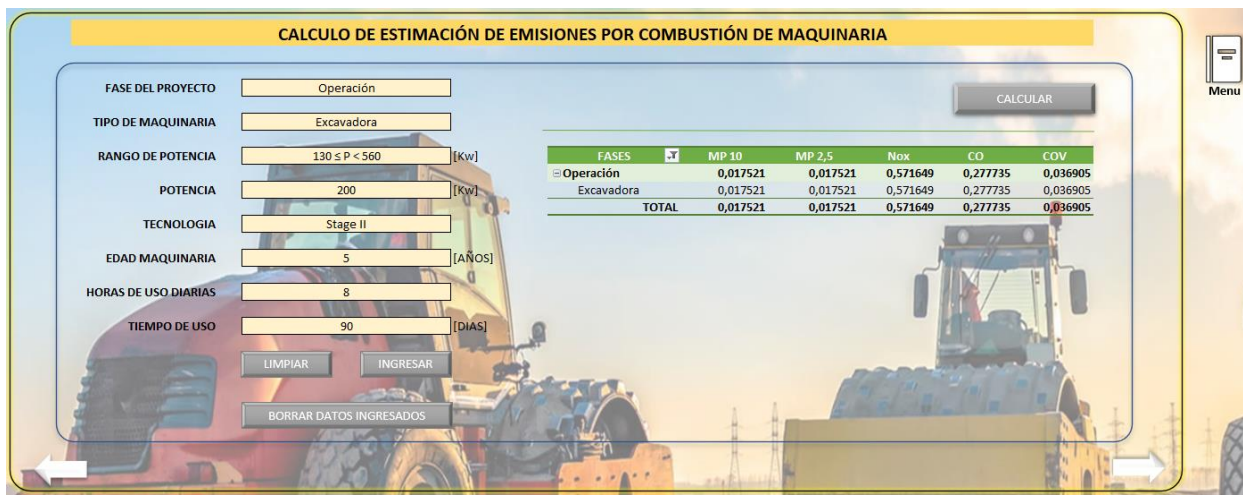 CALCULO DE ESTIMACIÓN DE EMISIONES POR COMBUSTIÓN DE MAQUINARIA
Menu
FASE DEL PROYECTO Operación
TIPO DE MAQUINARIA Excavadora
RANGO DE POTENCIA 130 ≤ P < 560 [Kw]
POTENCIA 200 [Kw]
TECNOLOGIA Stage II
EDAD MAQUINARIA 5 [AÑOS]
HORAS DE USO DIARIAS 8
TIEMPO DE USO 90 [DIAS]
LIMPIAR INGRESAR
BORRAR DATOS INGRESADOS
CALCULAR
FASES MP 10 MP 2,5 Nox CO COV
Operación 0,017521 0,017521 0,571649 0,277735 0,036905
Excavadora 0,017521 0,017521 0,571649 0,277735 0,036905
TOTAL 0,017521 0,017521 0,571649 0,277735 0,036905